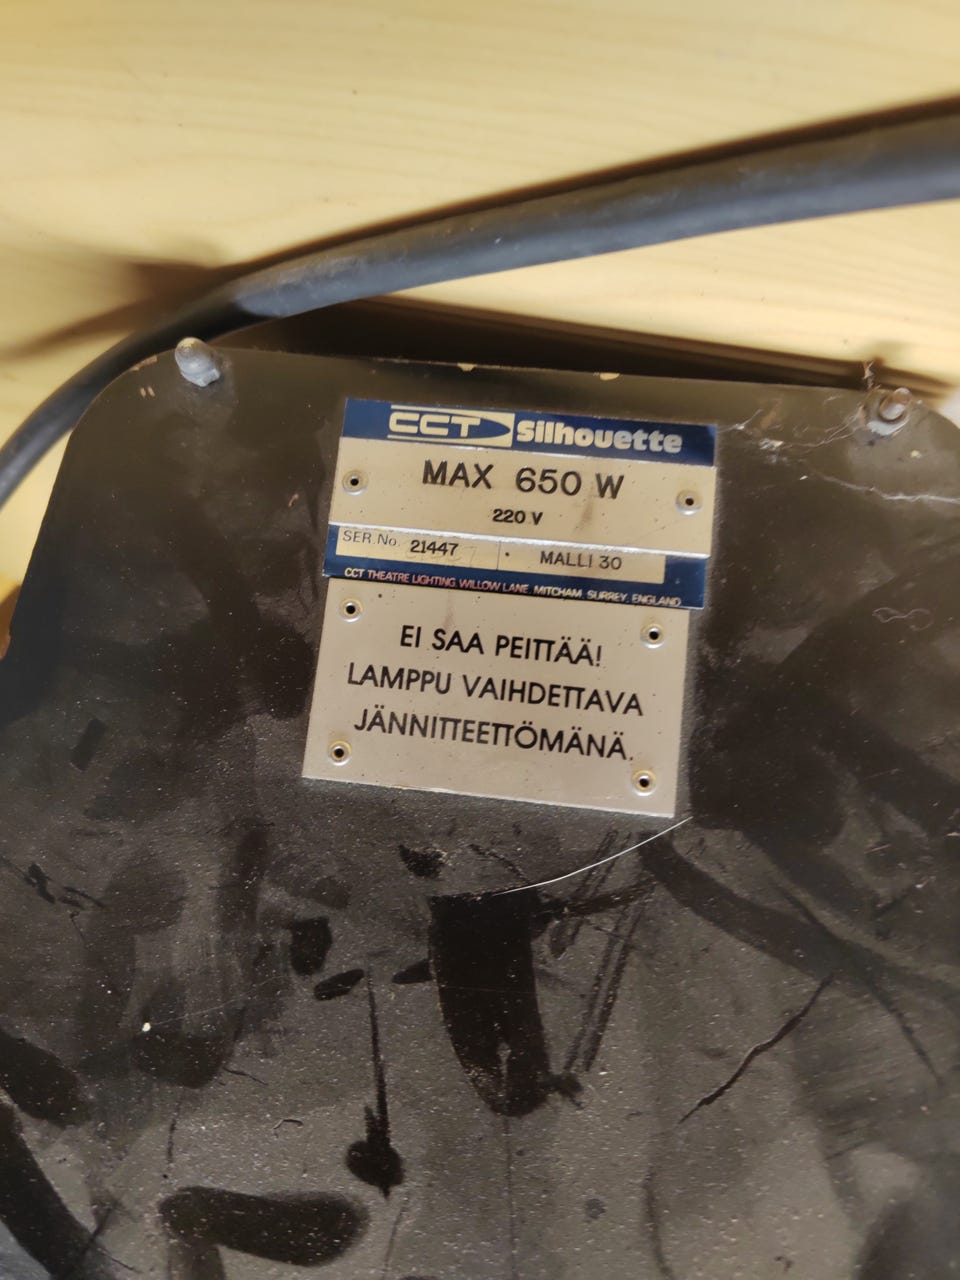 CCT Silhouette
MAX 650 W
220 V
SER. No. 21447 MALLI 30
CCT THEATRE LIGHTING, WILLOW LANE, MITCHAM, SURREY, ENGLAND
EI SAA PEITTÄÄ!
LAMPPU VAIHDETTAVA
JÄNNITTEETTÖMÄNÄ.